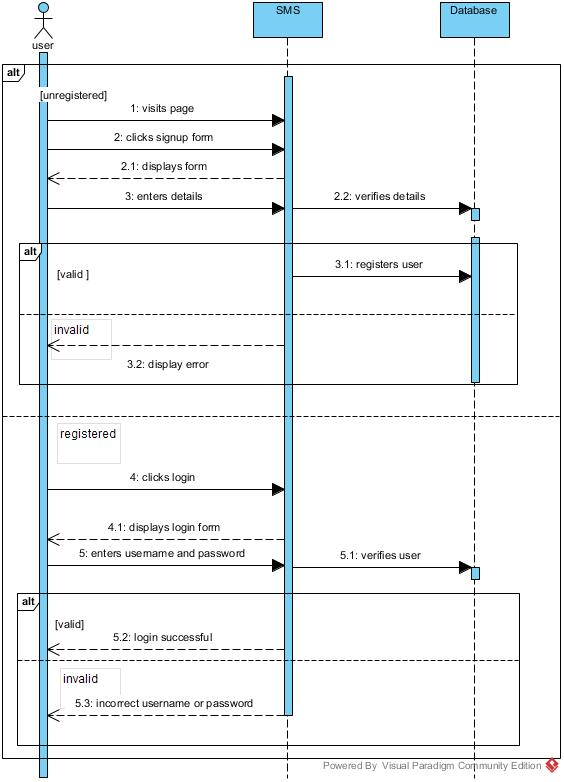 SMS
Database
user
alt
[unregistered]
1: visits page
2: clicks signup form
2.1: displays form
3: enters details
2.2: verifies details
alt
[valid ]
3.1: registers user
invalid
3.2: display error
registered
4: clicks login
4.1: displays login form
5: enters username and password
5.1: verifies user
alt
[valid]
5.2: login successful
invalid
5.3: incorrect username or password
Powered By Visual Paradigm Community Edition